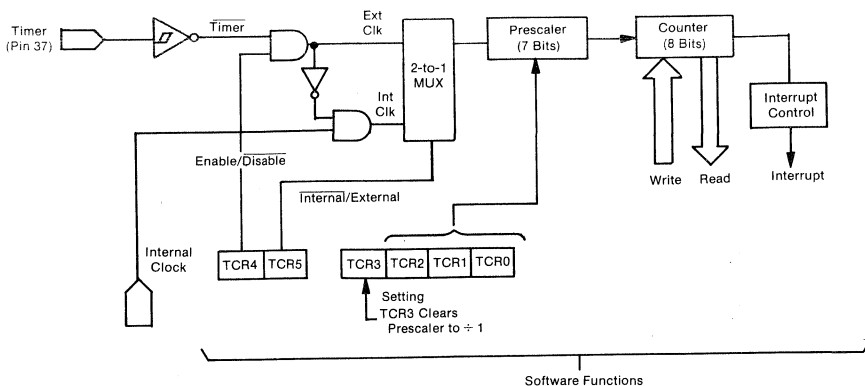 Timer
(Pin 37)
Timer
Ext
Clk
2-to-1
MUX
Prescaler
(7 Bits)
Counter
(8 Bits)
Int
Clk
Interrupt
Control
Enable/Disable
Internal/External
Write
Read
Interrupt
Internal
Clock
TCR4
TCR5
TCR3
TCR2
TCR1
TCR0
Setting
TCR3 Clears
Prescaler to ÷ 1
Software Functions